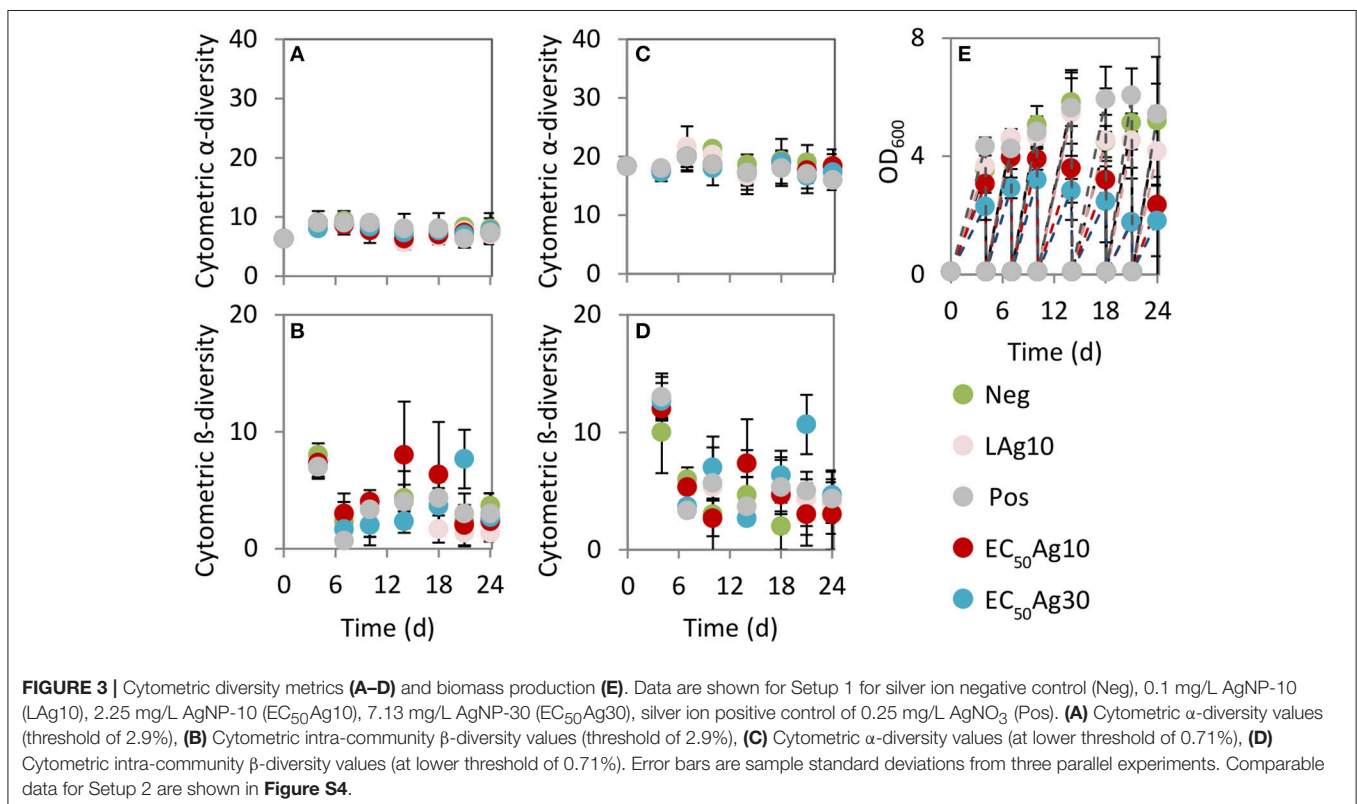 A
Cytometric α-diversity
40
30
20
10
0
C
Cytometric α-diversity
40
30
20
10
0
E
OD600
8
4
0
0 6 12 18 24
Time (d)
B
Cytometric ß-diversity
20
10
0
0 6 12 18 24
Time (d)
D
Cytometric ß-diversity
20
10
0
0 6 12 18 24
Time (d)
Neg
LAg10
Pos
EC50Ag10
EC50Ag30
FIGURE 3 | Cytometric diversity metrics (A–D) and biomass production (E). Data are shown for Setup 1 for silver ion negative control (Neg), 0.1 mg/L AgNP-10
(LAg10), 2.25 mg/L AgNP-10 (EC50Ag10), 7.13 mg/L AgNP-30 (EC50Ag30), silver ion positive control of 0.25 mg/L AgNO3 (Pos). (A) Cytometric α-diversity values
(threshold of 2.9%), (B) Cytometric intra-community β-diversity values (threshold of 2.9%), (C) Cytometric α-diversity values (at lower threshold of 0.71%), (D)
Cytometric intra-community β-diversity values (at lower threshold of 0.71%). Error bars are sample standard deviations from three parallel experiments. Comparable
data for Setup 2 are shown in Figure S4.